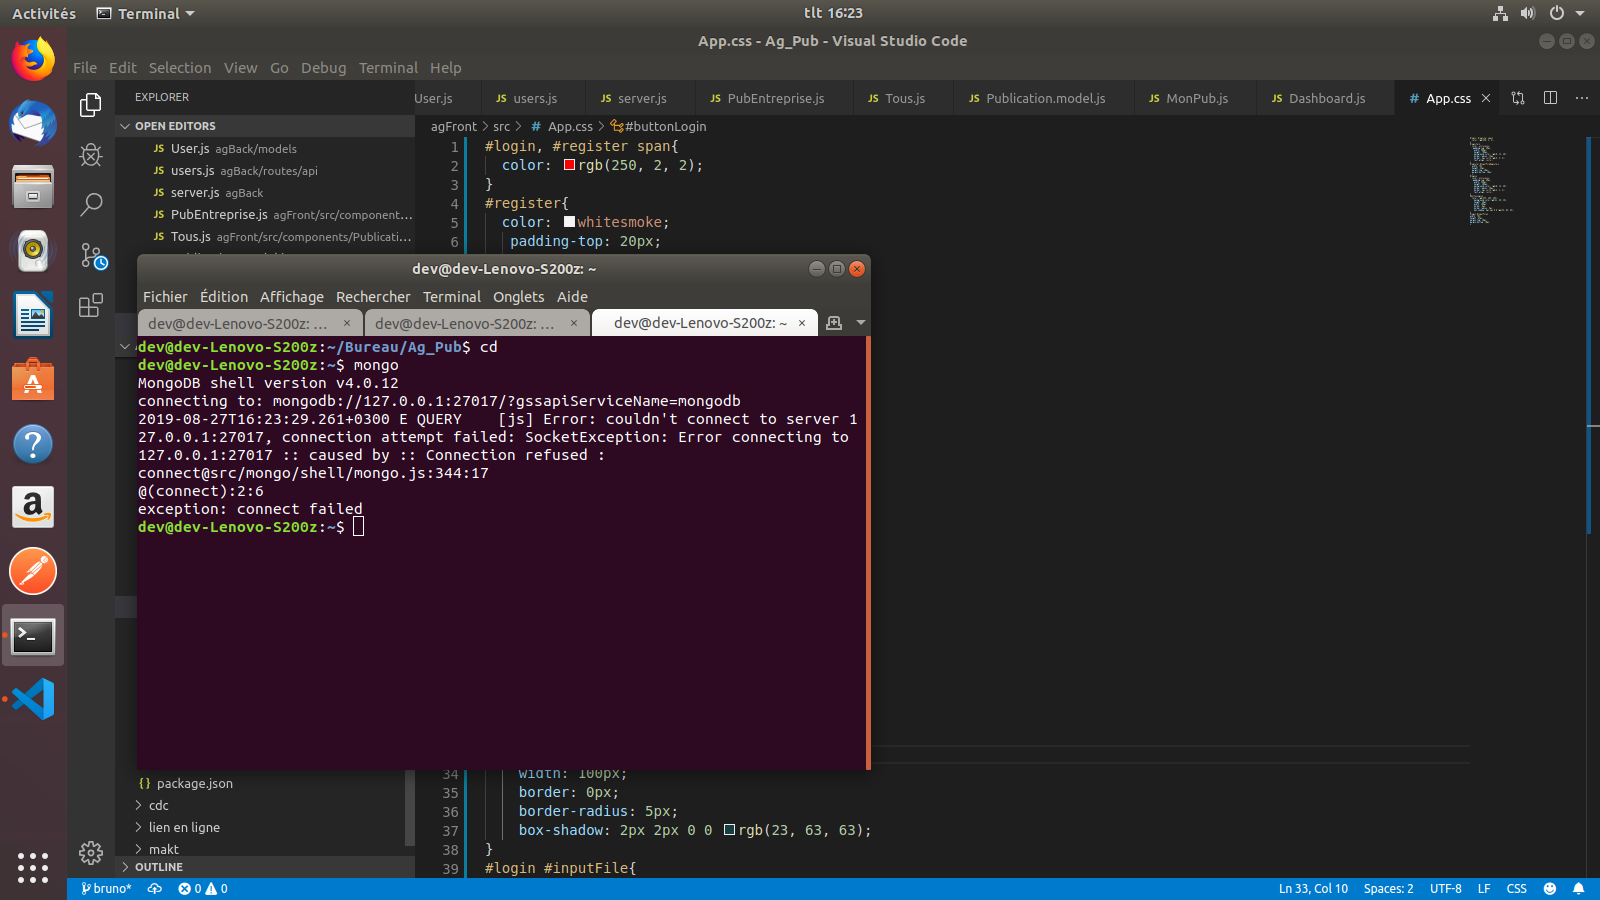 Activités
Terminal
tlt 16:23
App.css - Ag_Pub - Visual Studio Code
File Edit Selection View Go Debug Terminal Help
EXPLORER
User.js
JS users.js
JS server.js
JS PubEntreprise.js
JS Tous.js
JS Publication.model.js
JS MonPub.js
JS Dashboard.js
# App.css
OPEN EDITORS
JS User.js agBack/models
JS users.js agBack/routes/api
JS server.js agBack
JS PubEntreprise.js agFront/src/component...
JS Tous.js agFront/src/components/Publicati...
agFront > src > # App.css > #buttonLogin
1 #login, #register span{
2 color: rgb(250, 2, 2);
3 }
4 #register{
5 color: whitesmoke;
6 padding-top: 20px;
dev@dev-Lenovo-S200z: ~
Fichier Édition Affichage Rechercher Terminal Onglets Aide
dev@dev-Lenovo-S200z: ... ×
dev@dev-Lenovo-S200z: ... ×
dev@dev-Lenovo-S200z: ~ ×
dev@dev-Lenovo-S200z:~/Bureau/Ag_Pub$ cd
dev@dev-Lenovo-S200z:~$ mongo
MongoDB shell version v4.0.12
connecting to: mongodb://127.0.0.1:27017/?gssapiServiceName=mongodb
2019-08-27T16:23:29.261+0300 E QUERY [js] Error: couldn't connect to server 1
27.0.0.1:27017, connection attempt failed: SocketException: Error connecting to
127.0.0.1:27017 :: caused by :: Connection refused :
connect@src/mongo/shell/mongo.js:344:17
@(connect):2:6
exception: connect failed
dev@dev-Lenovo-S200z:~$
{} package.json
> cdc
> lien en ligne
> makt
> OUTLINE
34 width: 100px;
35 border: 0px;
36 border-radius: 5px;
37 box-shadow: 2px 2px 0 0 rgb(23, 63, 63);
38 }
39 #login #inputFile{
bruno* 0 0
Ln 33, Col 10 Spaces: 2 UTF-8 LF CSS